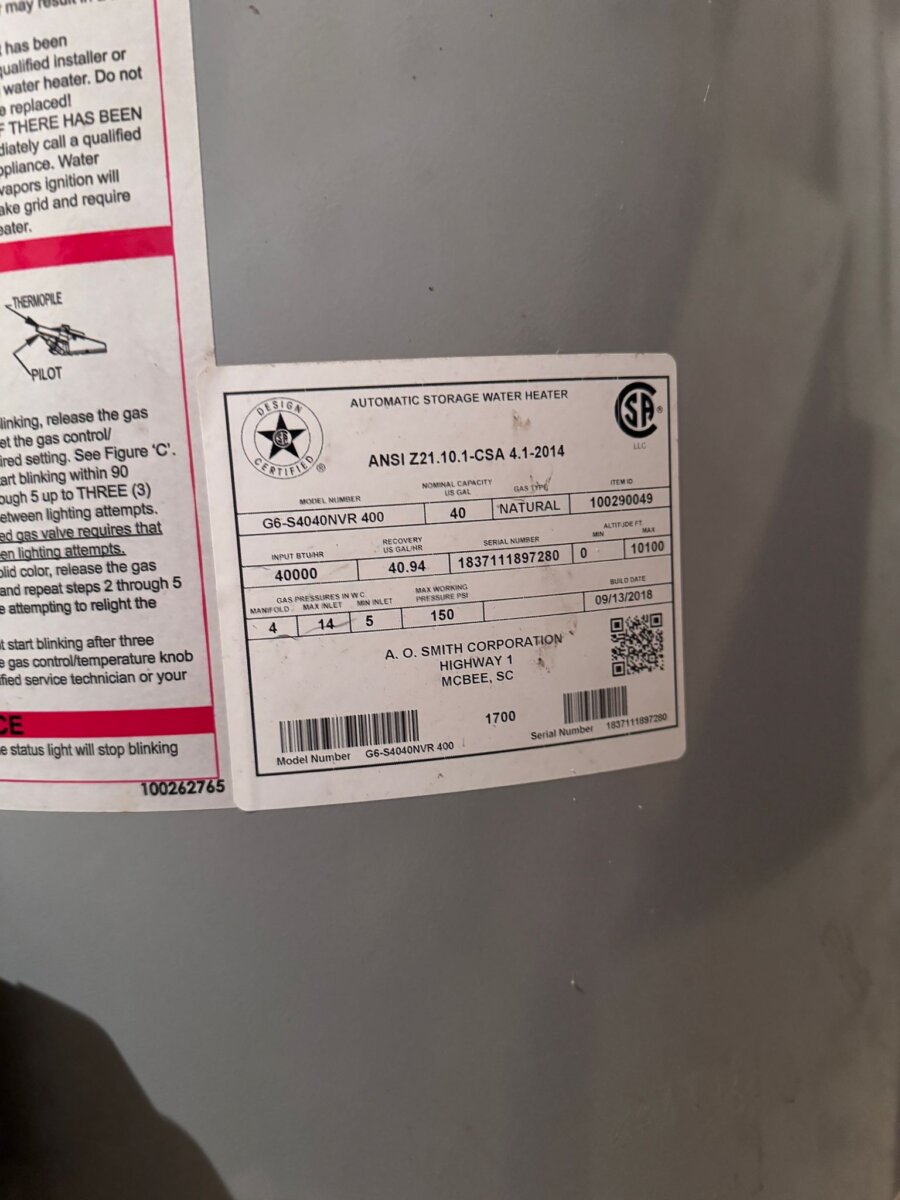 may result in a
has been
qualified installer or
water heater. Do not
be replaced!
IF THERE HAS BEEN
diately call a qualified
ppliance. Water
vapors ignition will
ake grid and require
eater.
THERMOPILE
PILOT
linking, release the gas
et the gas control/
ired setting. See Figure 'C'.
art blinking within 90
ough 5 up to THREE (3)
etween lighting attempts.
ed gas valve requires that
en lighting attempts.
olid color, release the gas
and repeat steps 2 through 5
e attempting to relight the
t start blinking after three
e gas control/temperature knob
ified service technician or your
CE
e status light will stop blinking
100262765
DESIGN
CERTIFIED
®
AUTOMATIC STORAGE WATER HEATER
®
LLC
ANSI Z21.10.1-CSA 4.1-2014
MODEL NUMBER NOMINAL CAPACITY US GAL GAS TYPE ITEM ID
G6-S4040NVR 400 40 NATURAL 100290049
INPUT BTU/HR RECOVERY US GAL/HR SERIAL NUMBER ALTITUDE FT. MIN MAX
40000 40.94 1837111897280 0 10100
GAS PRESSURES IN W.C. MAX WORKING PRESSURE PSI BUILD DATE
MANIFOLD MAX INLET MIN INLET
4 14 5 150 09/13/2018
A. O. SMITH CORPORATION
HIGHWAY 1
MCBEE, SC
1700
Model Number G6-S4040NVR 400 Serial Number 1837111897280